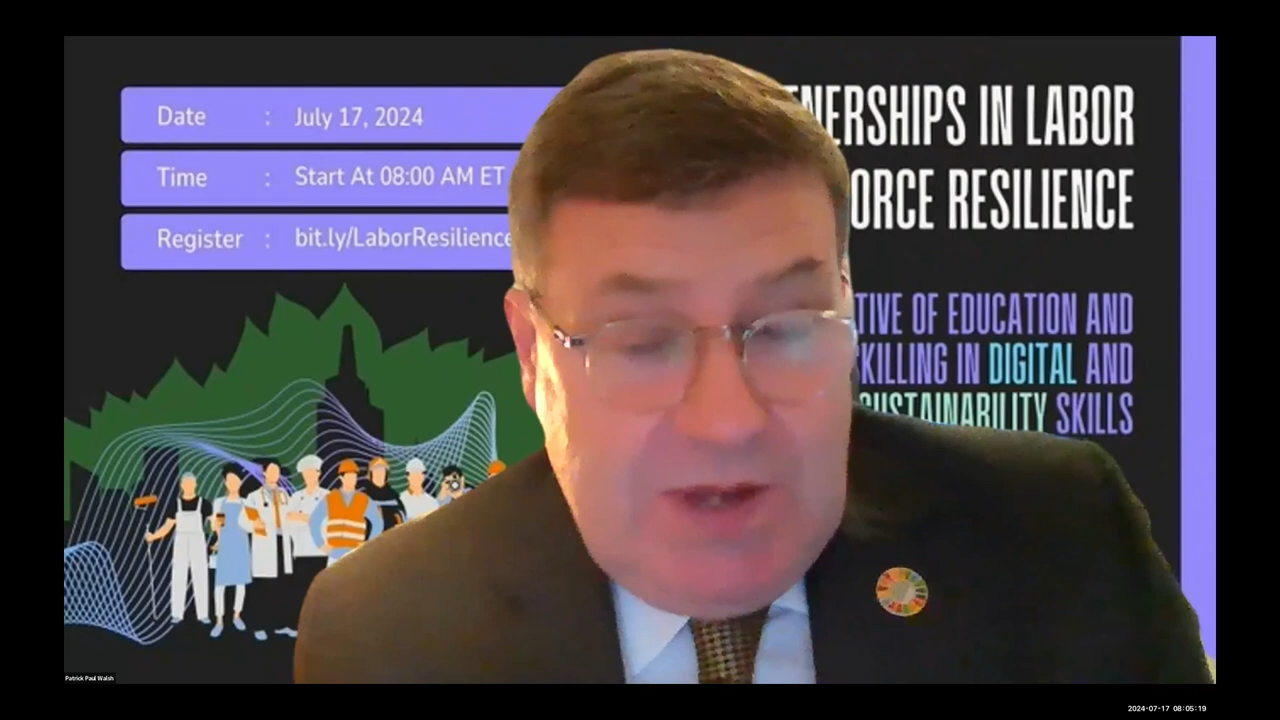 Date : July 17, 2024
Time : Start At 08:00 AM ET
Register : bit.ly/LaborResilience
NERSHIPS IN LABOR
ORCE RESILIENCE
TIVE OF EDUCATION AND
KILLING IN DIGITAL AND
SUSTAINABILITY SKILLS
Patrick Paul Walsh
2024-07-17 08:05:19